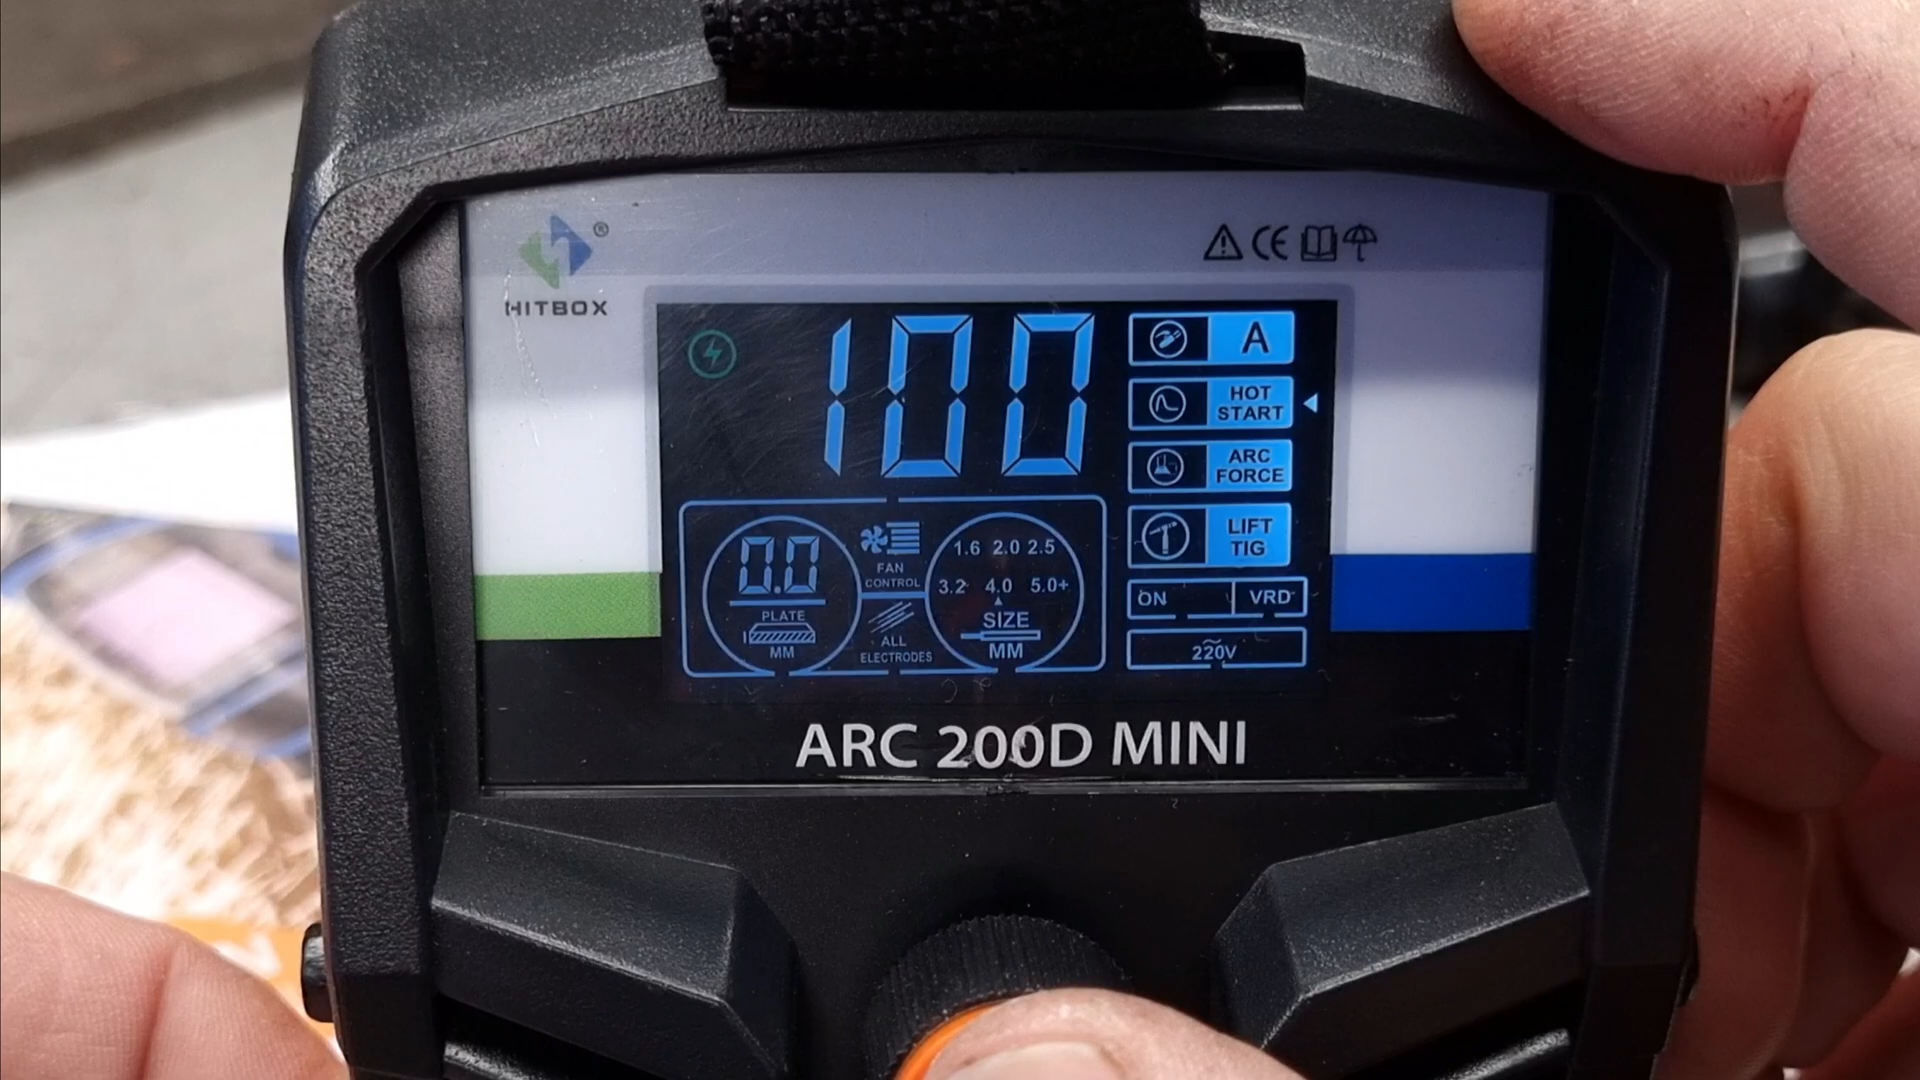 ®
HITBOX
CE
100
A
HOT
START
ARC
FORCE
LIFT
TIG
ON VRD
220V
0.0
PLATE
MM
FAN
CONTROL
ALL
ELECTRODES
1.6 2.0 2.5
3.2 4.0 5.0+
SIZE
MM
ARC 200D MINI